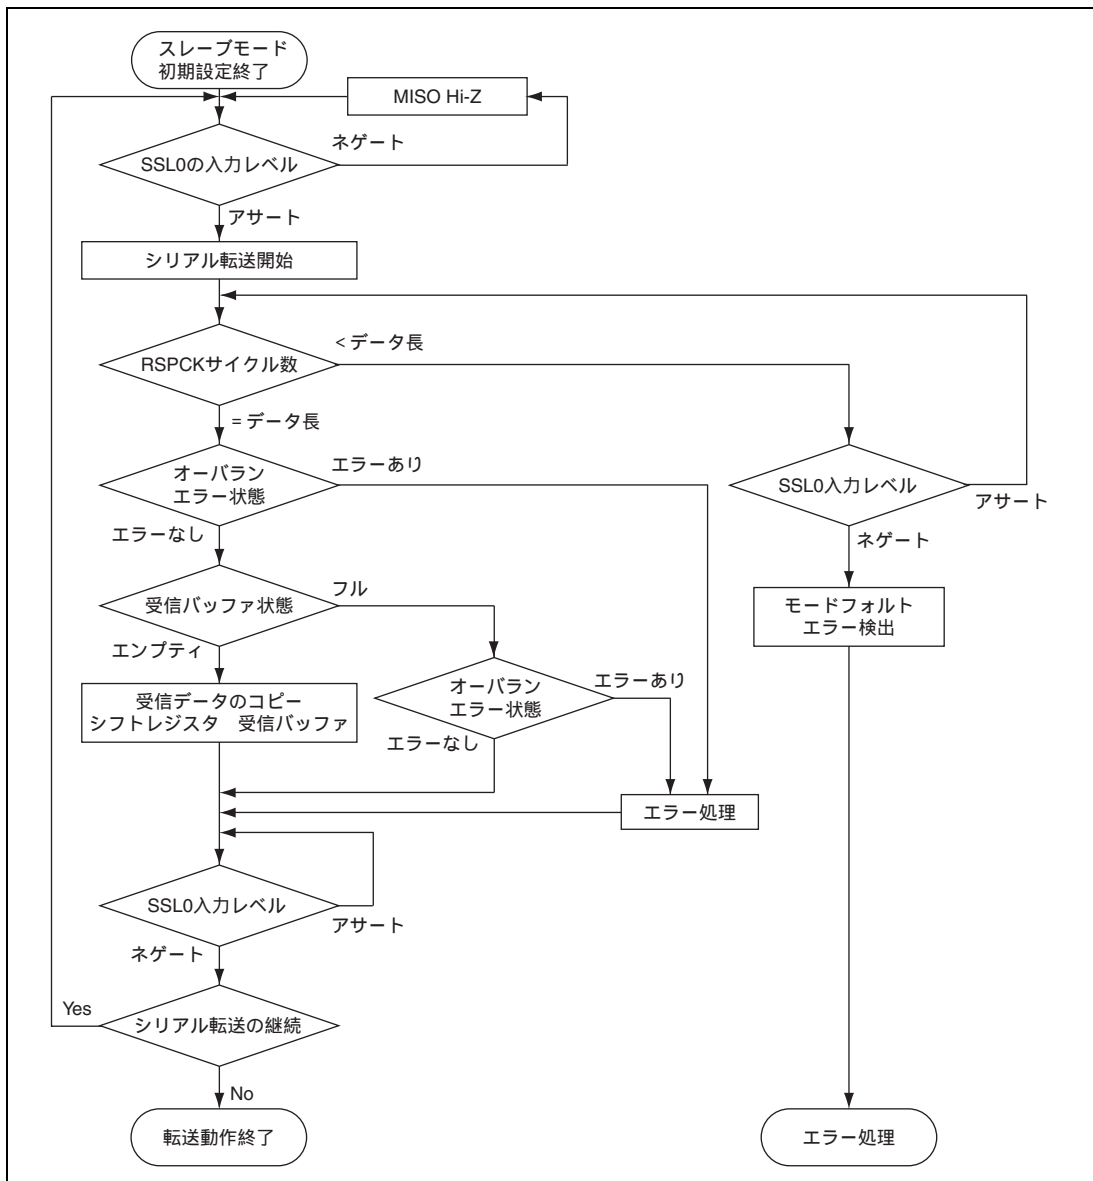 スレーブモード
初期設定終了
MISO Hi-Z
ネゲート
SSL0の入力レベル
アサート
シリアル転送開始
< データ長
RSPCKサイクル数
= データ長
オーバラン
エラー状態
エラーあり
SSL0入力レベル
アサート
エラーなし
ネゲート
フル
受信バッファ状態
モードフォルト
エラー検出
エンプティ
受信データのコピー
シフトレジスタ 受信バッファ
オーバラン
エラー状態
エラーあり
エラーなし
エラー処理
SSL0入力レベル
アサート
ネゲート
Yes
シリアル転送の継続
No
転送動作終了
エラー処理